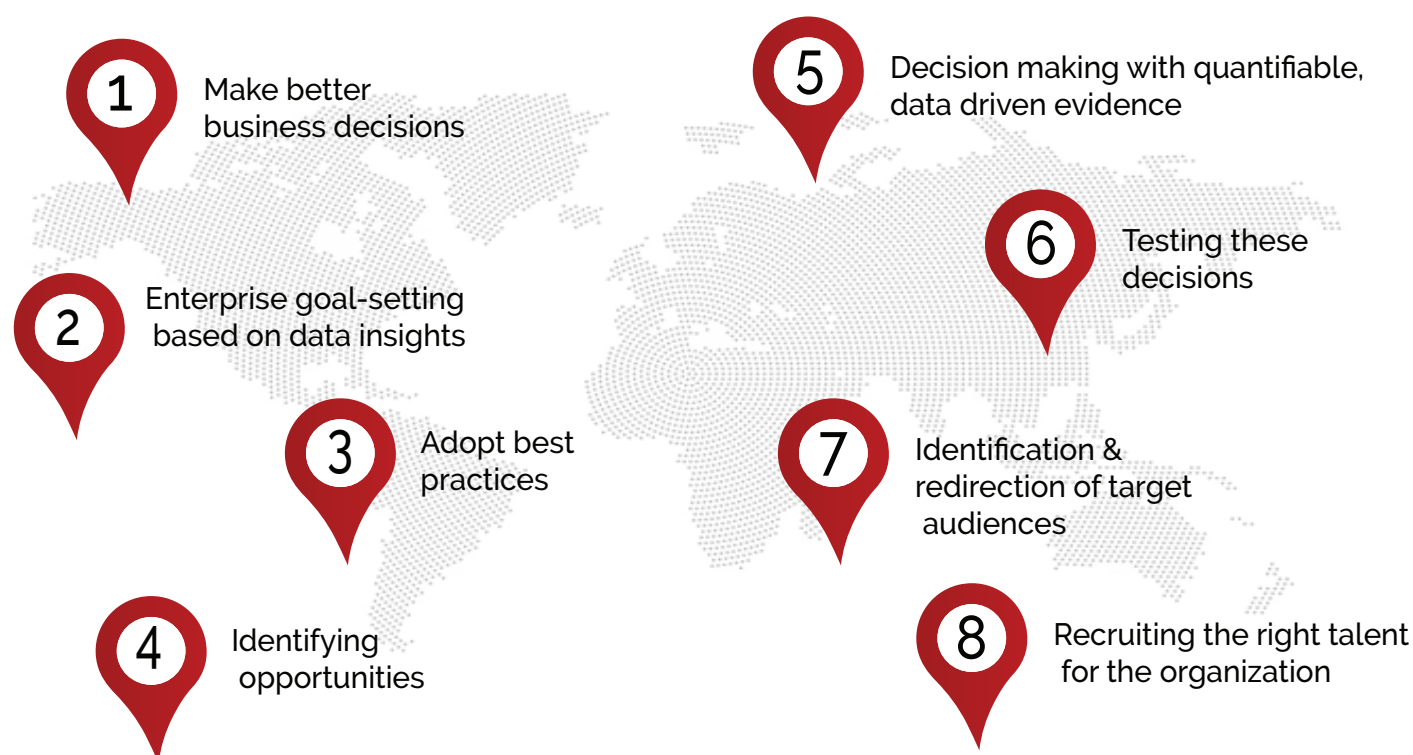 1
Make better
business decisions
2
Enterprise goal-setting
based on data insights
3
Adopt best
practices
4
Identifying
opportunities
5
Decision making with quantifiable,
data driven evidence
6
Testing these
decisions
7
Identification &
redirection of target
audiences
8
Recruiting the right talent
for the organization